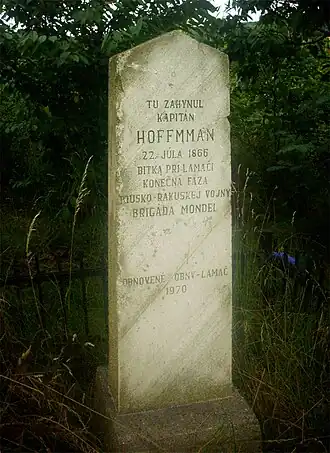 TU ZAHYNUL
KAPITÁN
HOFFMMAN
22. JÚLA 1866
BITKA PRI LAMAČI
KONEČNÁ FÁZA
RAKÚSKEJ VOJNY
BRIGÁDA MONDEL
OBNOVENÉ OBNV-LAMAČ
1970